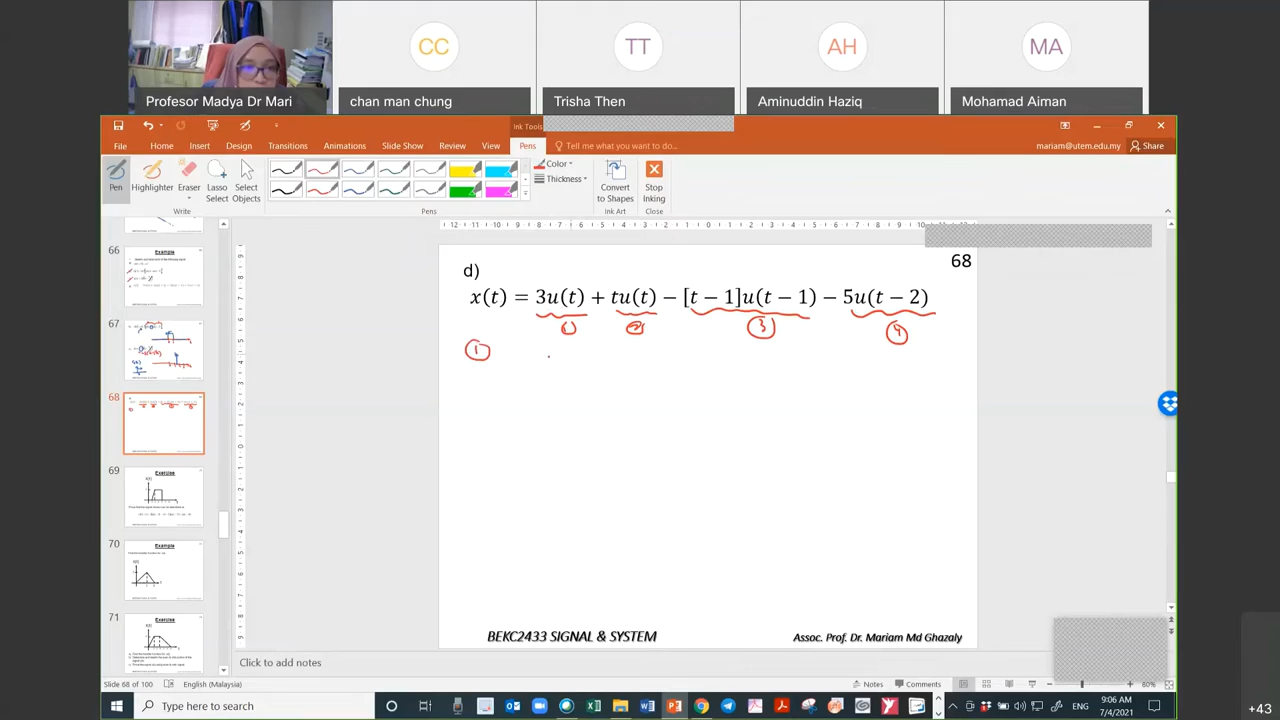 CC
TT
AH
MA
Profesor Madya Dr Mari
chan man chung
Trisha Then
Aminuddin Haziq
Mohamad Aiman
Ink Tools
File Home Insert Design Transitions Animations Slide Show Review View Pens Tell me what you want to do... mariam@utem.edu.my Share
Pen Highlighter Eraser Lasso Select Select Objects
Color
Thickness
Convert to Shapes
Stop Inking
Write Pens Ink Art Close
66
Example
67
68
69
Exercise
70
Example
71
Exercise
68
d)
x(t) = 3u(t) + tu(t) − [t − 1]u(t − 1) − 5u(t − 2)
1 2 3 4
1
BEKC2433 SIGNAL & SYSTEM Assoc. Prof. Dr. Mariam Md Ghazaly
Click to add notes
Slide 68 of 100 English (Malaysia) Notes Comments 80%
Type here to search
ENG
9:06 AM
7/4/2021
+43